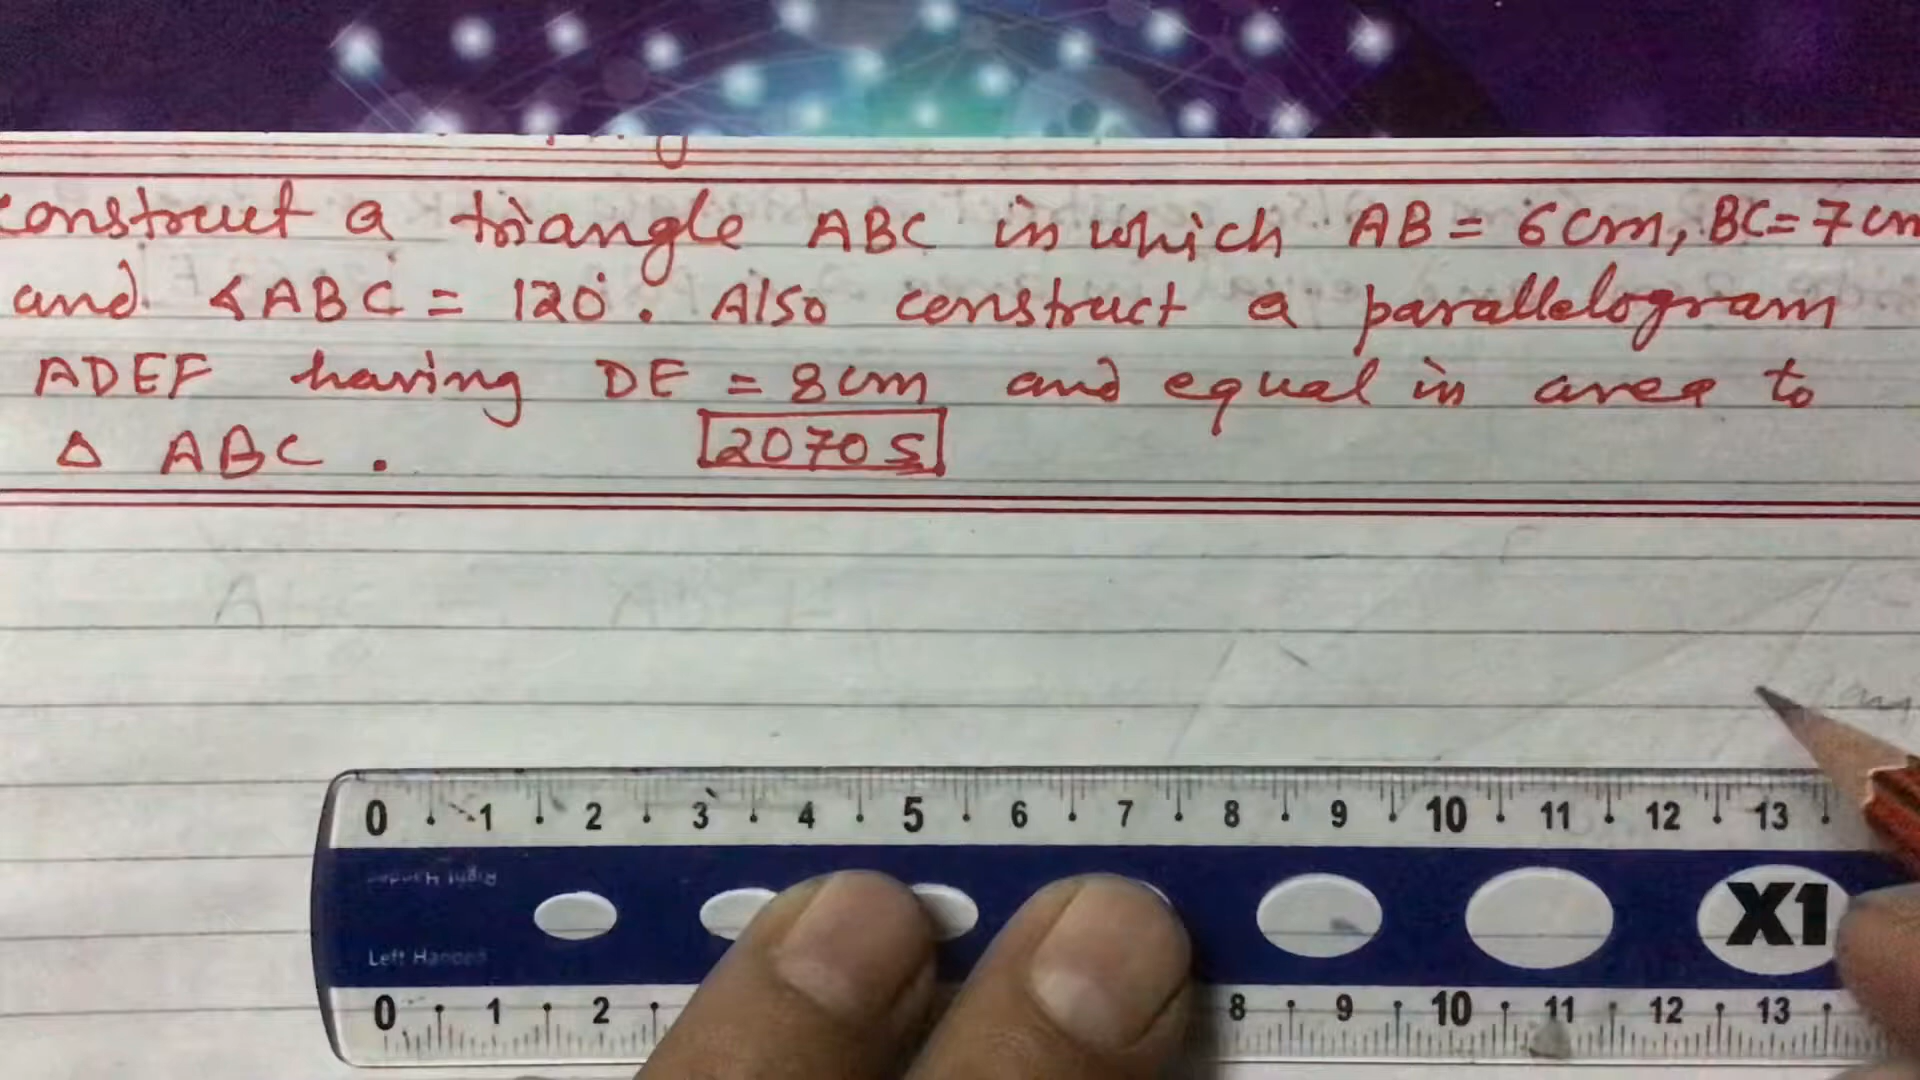 construct a triangle ABC in which AB = 6cm, BC = 7cm
and ∢ABC = 120°. Also construct a parallelogram
ADEF having DE = 8cm and equal in area to
Δ ABC. 2070 S
0 1 2 3 4 5 6 7 8 9 10 11 12 13
Right Handed
X1
Left Handed
0 1 2 8 9 10 11 12 13